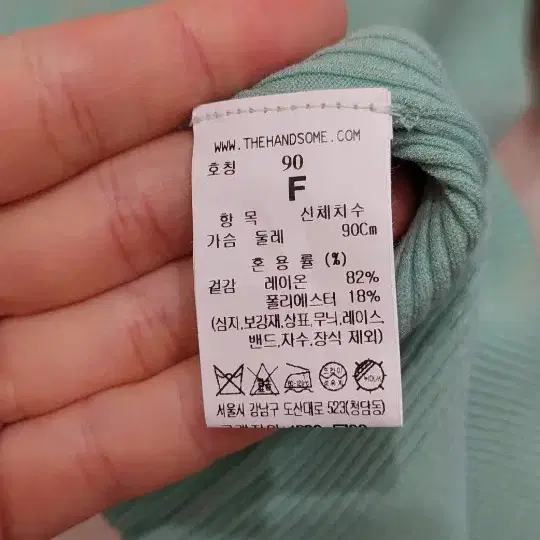 WWW.THEHANDSOME.COM
호칭 90
F
항 목 신체치수
가슴 둘레 90Cm
혼 용 률 (%)
겉감 레이온 82%
폴리에스터 18%
(심지,보강재,상표,무늬,레이스,
밴드,자수,장식 제외)
서울시 강남구 도산대로 523(청담동)